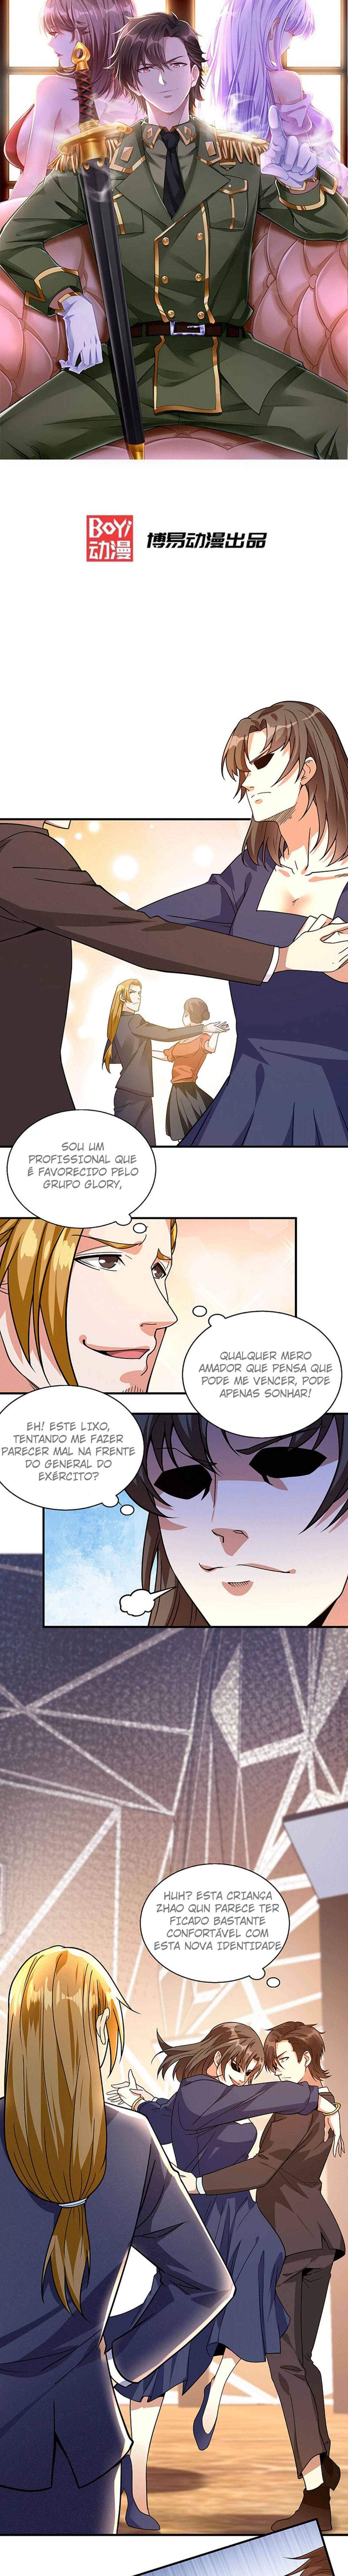 BOYi
动漫
博易动漫出品
SOU UM
PROFISSIONAL QUE
É FAVORECIDO PELO
GRUPO GLORY,
QUALQUER MERO
AMADOR QUE PENSA QUE
PODE ME VENCER, PODE
APENAS SONHAR!
EH! ESTE LIXO,
TENTANDO ME FAZER
PARECER MAL NA FRENTE
DO GENERAL DO
EXÉRCITO?
HUH? ESTA CRIANÇA
ZHAO QUN PARECE TER
FICADO BASTANTE
CONFORTÁVEL COM
ESTA NOVA IDENTIDADE